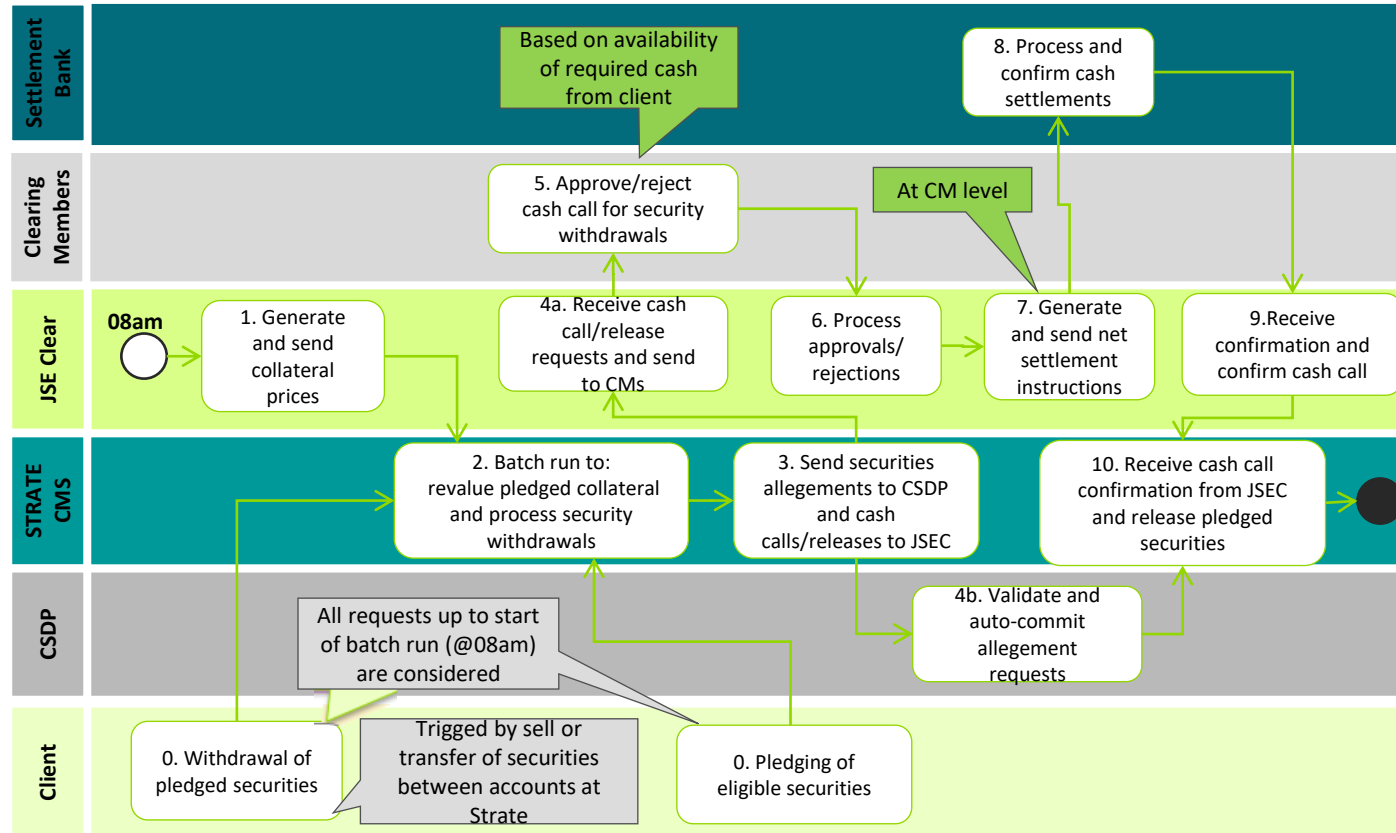 Settlement
Bank
Based on availability
of required cash
from client
8. Process and
confirm cash
settlements
Clearing
Members
5. Approve/reject
cash call for security
withdrawals
At CM level
JSE Clear
08am
1. Generate
and send
collateral
prices
4a. Receive cash
call/release
requests and send
to CMs
6. Process
approvals/
rejections
7. Generate
and send net
settlement
instructions
9.Receive
confirmation and
confirm cash call
STRATE
CMS
2. Batch run to:
revalue pledged collateral
and process security
withdrawals
3. Send securities
allegements to CSDP
and cash
calls/releases to JSEC
10. Receive cash call
confirmation from JSEC
and release pledged
securities
CSDP
All requests up to start
of batch run (@08am)
are considered
4b. Validate and
auto-commit
allegement
requests
Client
0. Withdrawal of
pledged securities
Trigged by sell or
transfer of securities
between accounts at
Strate
0. Pledging of
eligible securities